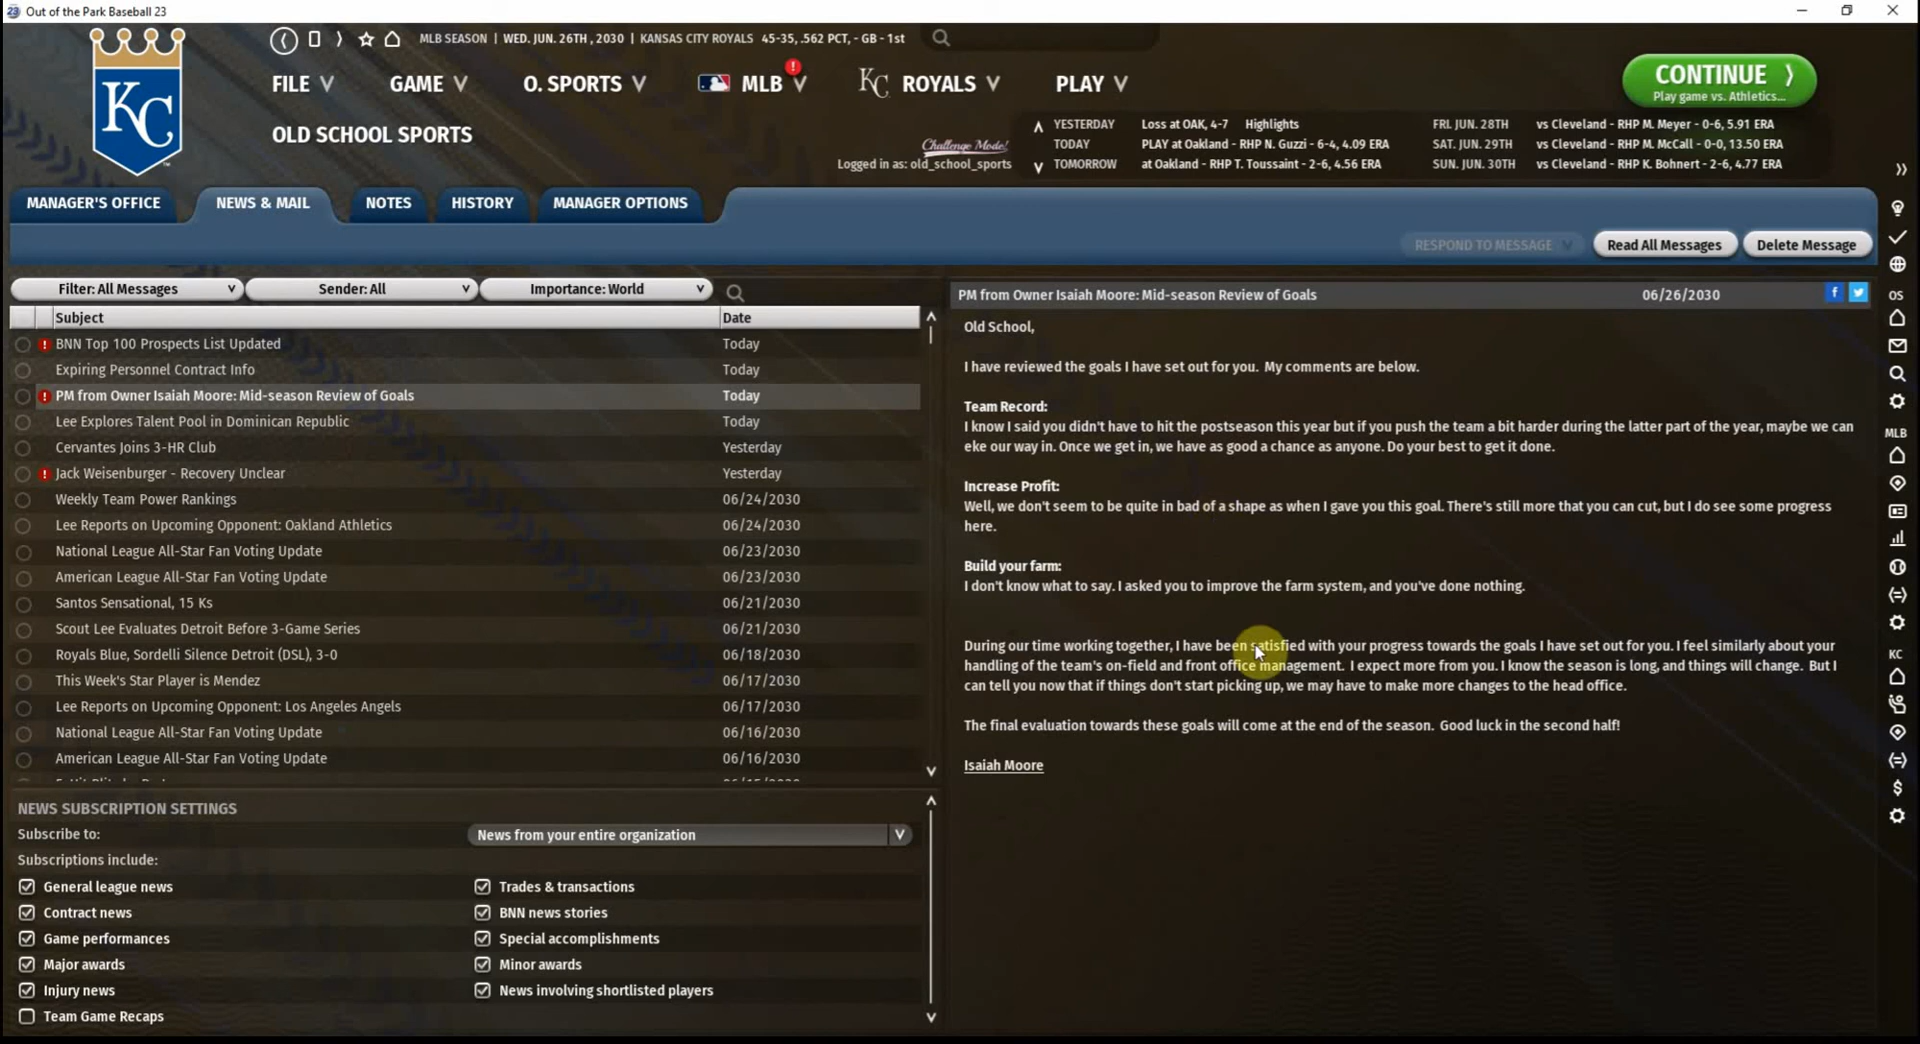 23 Out of the Park Baseball 23
MLB SEASON | WED. JUN. 26TH , 2030 | KANSAS CITY ROYALS 45-35, .562 PCT, - GB - 1st
KC
FILE GAME O. SPORTS MLB ! KC ROYALS PLAY
CONTINUE
Play game vs. Athletics...
OLD SCHOOL SPORTS
Challenge Mode!
Logged in as: old_school_sports
YESTERDAY Loss at OAK, 4-7 Highlights
TODAY PLAY at Oakland - RHP N. Guzzi - 6-4, 4.09 ERA
TOMORROW at Oakland - RHP T. Toussaint - 2-6, 4.56 ERA
FRI. JUN. 28TH vs Cleveland - RHP M. Meyer - 0-6, 5.91 ERA
SAT. JUN. 29TH vs Cleveland - RHP M. McCall - 0-0, 13.50 ERA
SUN. JUN. 30TH vs Cleveland - RHP K. Bohnert - 2-6, 4.77 ERA
MANAGER'S OFFICE NEWS & MAIL NOTES HISTORY MANAGER OPTIONS
RESPOND TO MESSAGE Read All Messages Delete Message
Filter: All Messages Sender: All Importance: World
Subject Date
! BNN Top 100 Prospects List Updated Today
Expiring Personnel Contract Info Today
! PM from Owner Isaiah Moore: Mid-season Review of Goals Today
Lee Explores Talent Pool in Dominican Republic Today
Cervantes Joins 3-HR Club Yesterday
! Jack Weisenburger - Recovery Unclear Yesterday
Weekly Team Power Rankings 06/24/2030
Lee Reports on Upcoming Opponent: Oakland Athletics 06/24/2030
National League All-Star Fan Voting Update 06/23/2030
American League All-Star Fan Voting Update 06/23/2030
Santos Sensational, 15 Ks 06/21/2030
Scout Lee Evaluates Detroit Before 3-Game Series 06/21/2030
Royals Blue, Sordelli Silence Detroit (DSL), 3-0 06/18/2030
This Week's Star Player is Mendez 06/17/2030
Lee Reports on Upcoming Opponent: Los Angeles Angels 06/17/2030
National League All-Star Fan Voting Update 06/16/2030
American League All-Star Fan Voting Update 06/16/2030
NEWS SUBSCRIPTION SETTINGS
Subscribe to: News from your entire organization
Subscriptions include:
General league news Trades & transactions
Contract news BNN news stories
Game performances Special accomplishments
Major awards Minor awards
Injury news News involving shortlisted players
Team Game Recaps
PM from Owner Isaiah Moore: Mid-season Review of Goals 06/26/2030
Old School,
I have reviewed the goals I have set out for you. My comments are below.
Team Record:
I know I said you didn't have to hit the postseason this year but if you push the team a bit harder during the latter part of the year, maybe we can
eke our way in. Once we get in, we have as good a chance as anyone. Do your best to get it done.
Increase Profit:
Well, we don't seem to be quite in bad of a shape as when I gave you this goal. There's still more that you can cut, but I do see some progress
here.
Build your farm:
I don't know what to say. I asked you to improve the farm system, and you've done nothing.
During our time working together, I have been satisfied with your progress towards the goals I have set out for you. I feel similarly about your
handling of the team's on-field and front office management. I expect more from you. I know the season is long, and things will change. But I
can tell you now that if things don't start picking up, we may have to make more changes to the head office.
The final evaluation towards these goals will come at the end of the season. Good luck in the second half!
Isaiah Moore
OS
MLB
KC
$